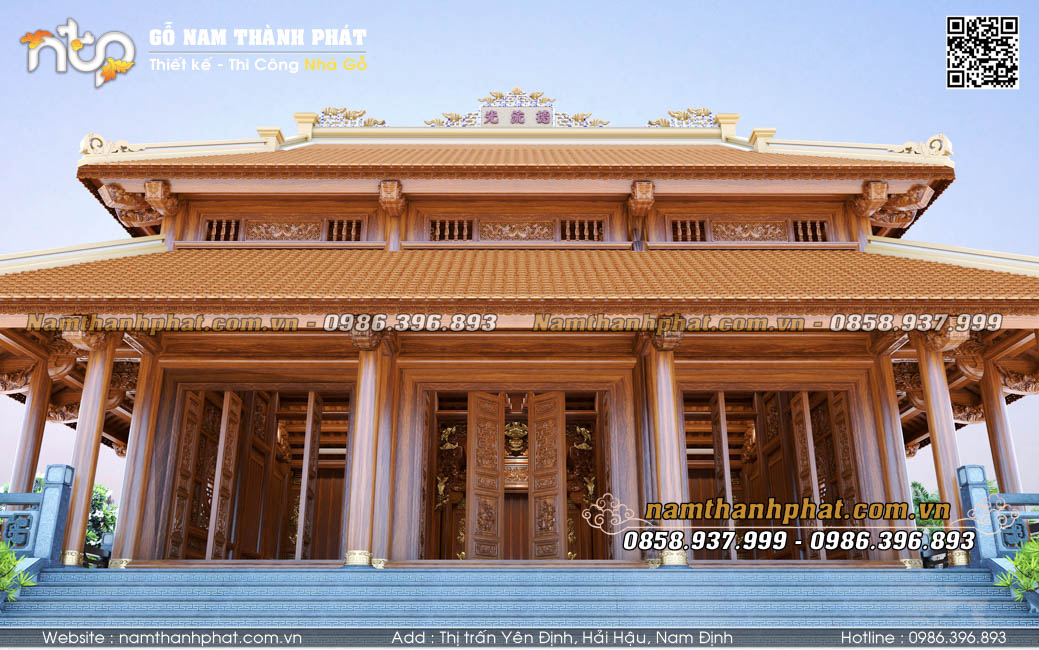 ntp
GỖ NAM THÀNH PHÁT
Thiết kế - Thi Công Nhà Gỗ
光
Namthanhphat.com.vn - 0986.396.893
Namthanhphat.com.vn - 0858.937.999
namthanhphat.com.vn
0858.937.999 - 0986.396.893
Website : namthanhphat.com.vn
Add : Thị trấn Yên Định, Hải Hậu, Nam Định
Hotline : 0986.396.893